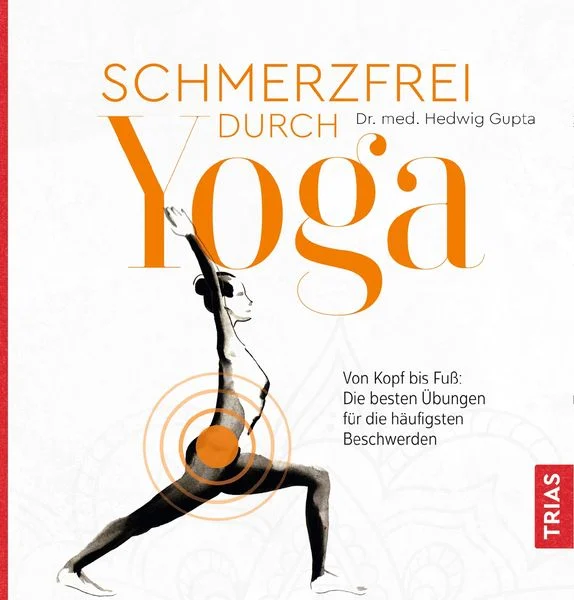 SCHMERZFREI
DURCH
Dr. med. Hedwig Gupta
Yoga
Von Kopf bis Fuß:
Die besten Übungen
für die häufigsten
Beschwerden
TRIAS